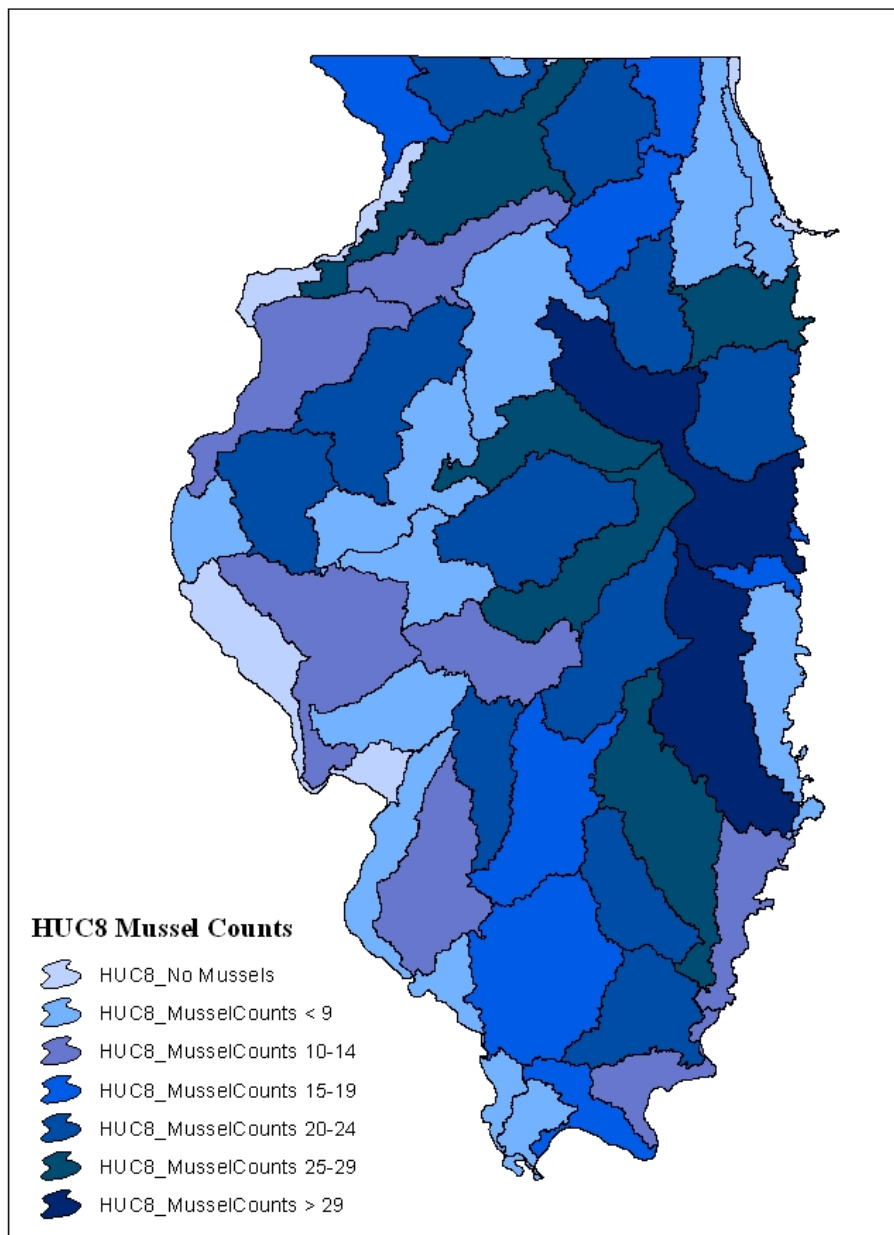 HUC8 Mussel Counts
HUC8_No Mussels
HUC8_MusselCounts < 9
HUC8_MusselCounts 10-14
HUC8_MusselCounts 15-19
HUC8_MusselCounts 20-24
HUC8_MusselCounts 25-29
HUC8_MusselCounts > 29